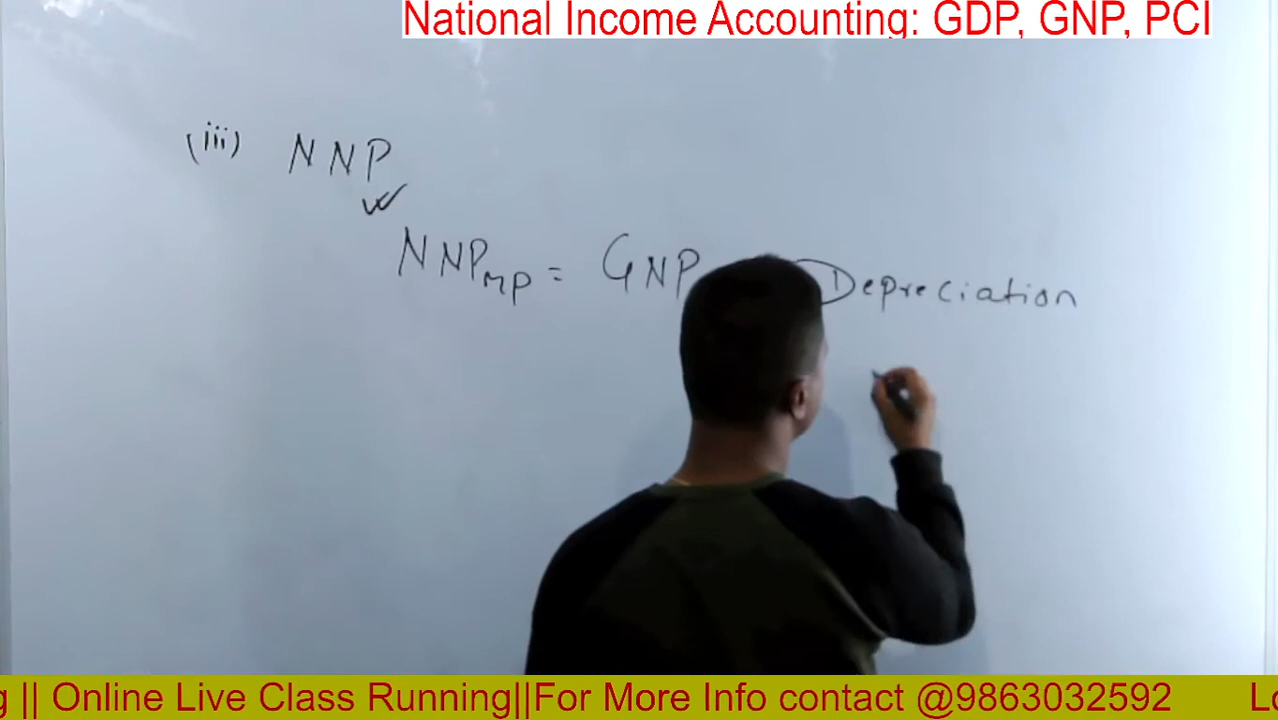 National Income Accounting: GDP, GNP, PCI
(iii) NNP
NNPMP = GNP Depreciation
g || Online Live Class Running||For More Info contact @9863032592 Lo